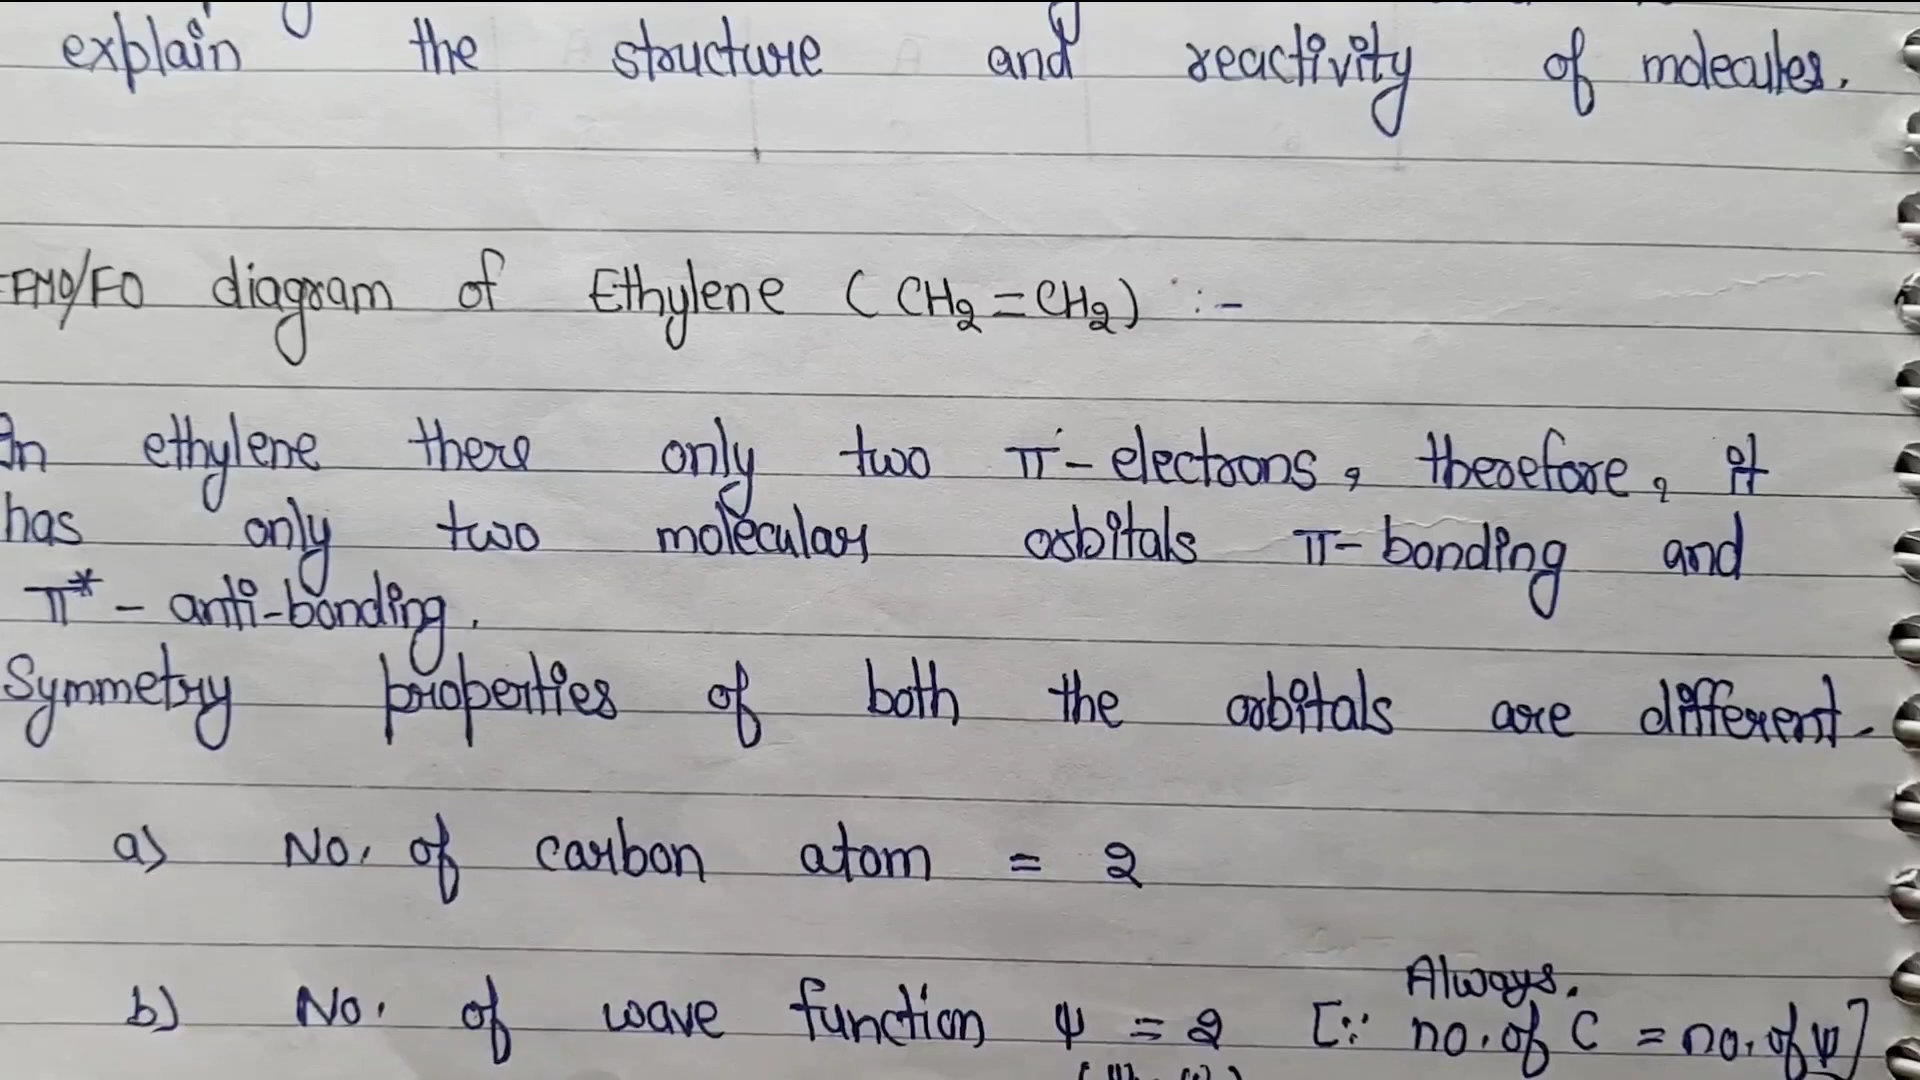 explain the structure and reactivity of molecules.
FMO/FO diagram of Ethylene (CH2=CH2) :-
In ethylene there only two π-electrons, therefore, it
has only two molecular orbitals π-bonding and
π* - anti-bonding.
Symmetry properties of both the orbitals are different.
a) No. of carbon atom = 2
Always.
b) No. of wave function ψ = 2 [∵ no. of C = no. of ψ]